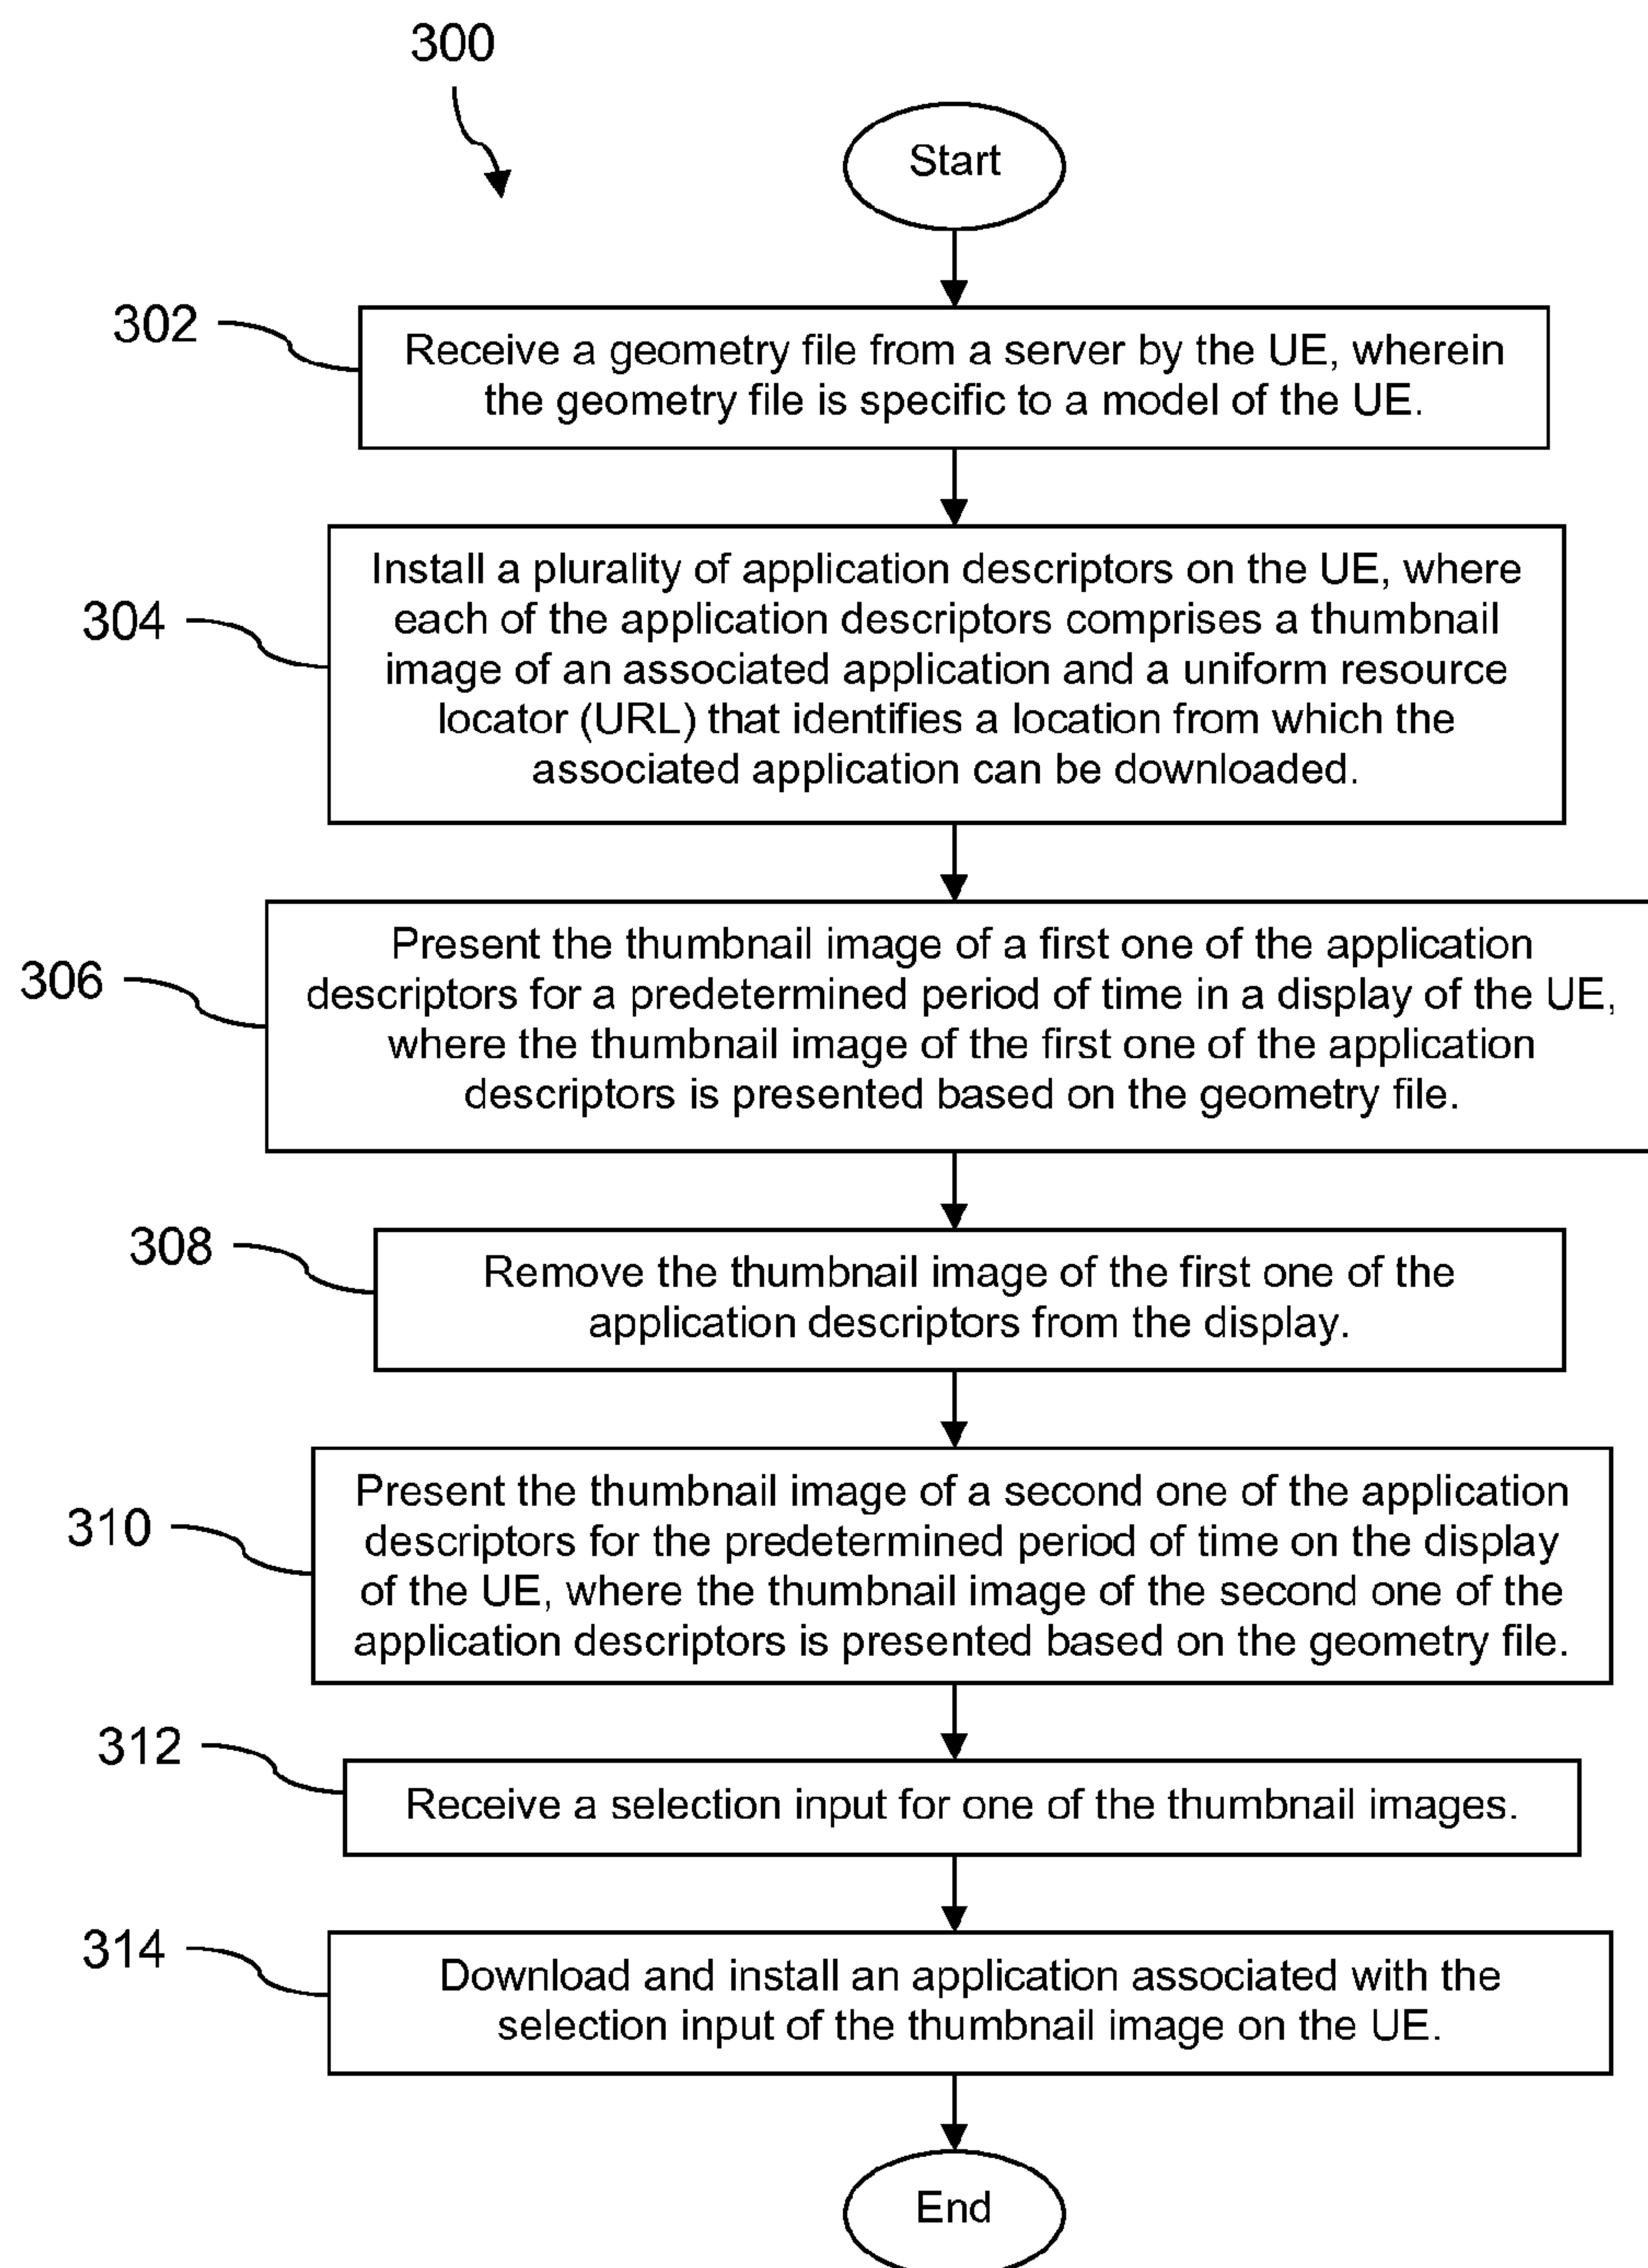 300
Start
302
Receive a geometry file from a server by the UE, wherein
the geometry file is specific to a model of the UE.
304
Install a plurality of application descriptors on the UE, where
each of the application descriptors comprises a thumbnail
image of an associated application and a uniform resource
locator (URL) that identifies a location from which the
associated application can be downloaded.
306
Present the thumbnail image of a first one of the application
descriptors for a predetermined period of time in a display of the UE,
where the thumbnail image of the first one of the application
descriptors is presented based on the geometry file.
308
Remove the thumbnail image of the first one of the
application descriptors from the display.
310
Present the thumbnail image of a second one of the application
descriptors for the predetermined period of time on the display
of the UE, where the thumbnail image of the second one of the
application descriptors is presented based on the geometry file.
312
Receive a selection input for one of the thumbnail images.
314
Download and install an application associated with the
selection input of the thumbnail image on the UE.
End